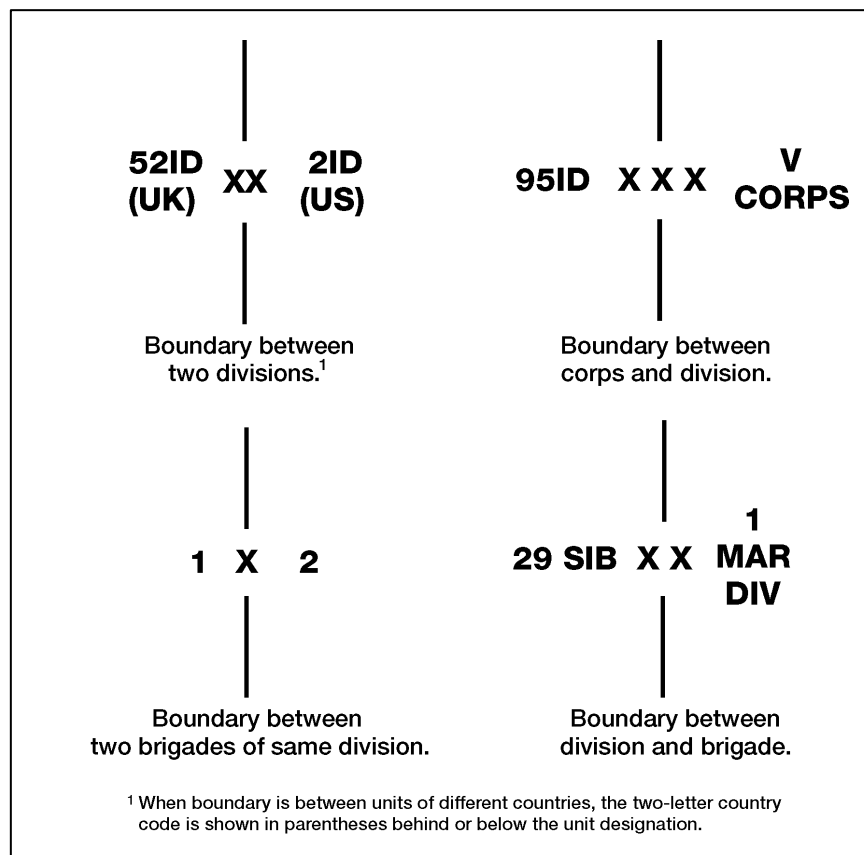 52ID
(UK)
XX
2ID
(US)
Boundary between
two divisions.1
95ID X X X
V
CORPS
Boundary between
corps and division.
1 X 2
Boundary between
two brigades of same division.
29 SIB X X
1
MAR
DIV
Boundary between
division and brigade.
1 When boundary is between units of different countries, the two-letter country
code is shown in parentheses behind or below the unit designation.